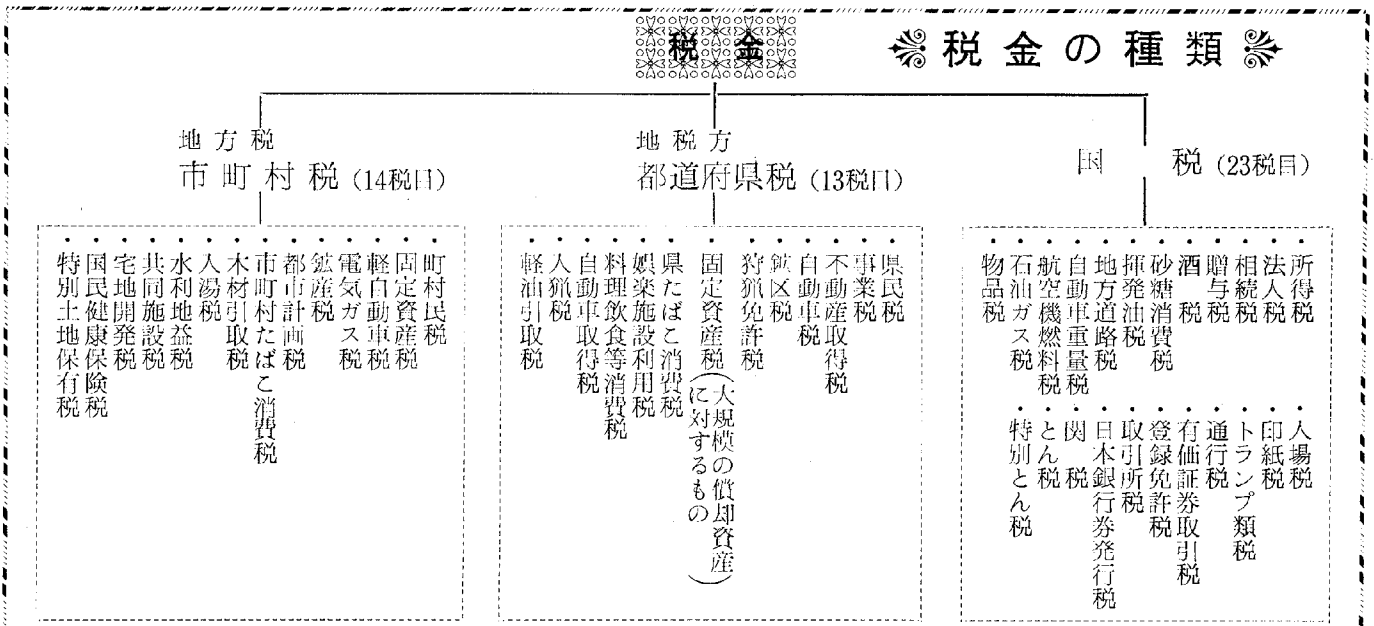 税金の種類
税金
国税(23税目)
・所得税
・法人税
・相続税
・贈与税
・酒税
・砂糖消費税
・揮発油税
・地方道路税
・自動車重量税
・航空機燃料税
・石油ガス税
・物品税
・入場税
・印紙税
・トランプ類税
・通行税
・有価証券取引税
・登録免許税
・取引所税
・日本銀行券発行税
・関税
・とん税
・特別とん税
地税方
都道府県税(13税目)
・県民税
・事業税
・不動産取得税
・自動車税
・鉱区税
・狩猟免許税
・固定資産税(大規模の償却資産
に対するもの)
・県たばこ消費税
・娯楽施設利用税
・料理飲食等消費税
・自動車取得税
・入猟税
・軽油引取税
地方税
市町村税(14税目)
・町村民税
・固定資産税
・軽自動車税
・電気ガス税
・鉱産税
・都市計画税
・市町村たばこ消費税
・木材引取税
・入湯税
・水利地益税
・共同施設税
・宅地開発税
・国民健康保険税
・特別土地保有税